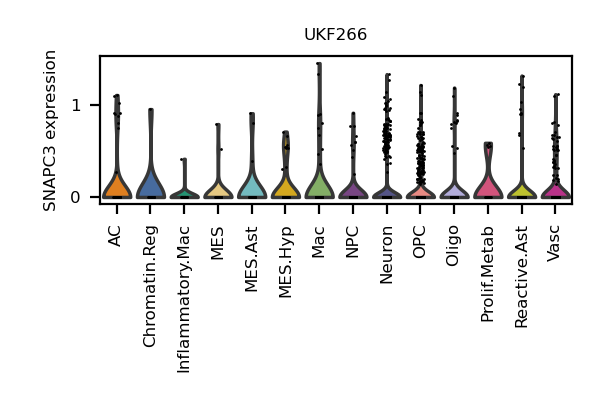 UKF266
SNAPC3 expression
1
0
AC
Chromatin.Reg
Inflammatory.Mac
MES
MES.Ast
MES.Hyp
Mac
NPC
Neuron
OPC
Oligo
Prolif.Metab
Reactive.Ast
Vasc